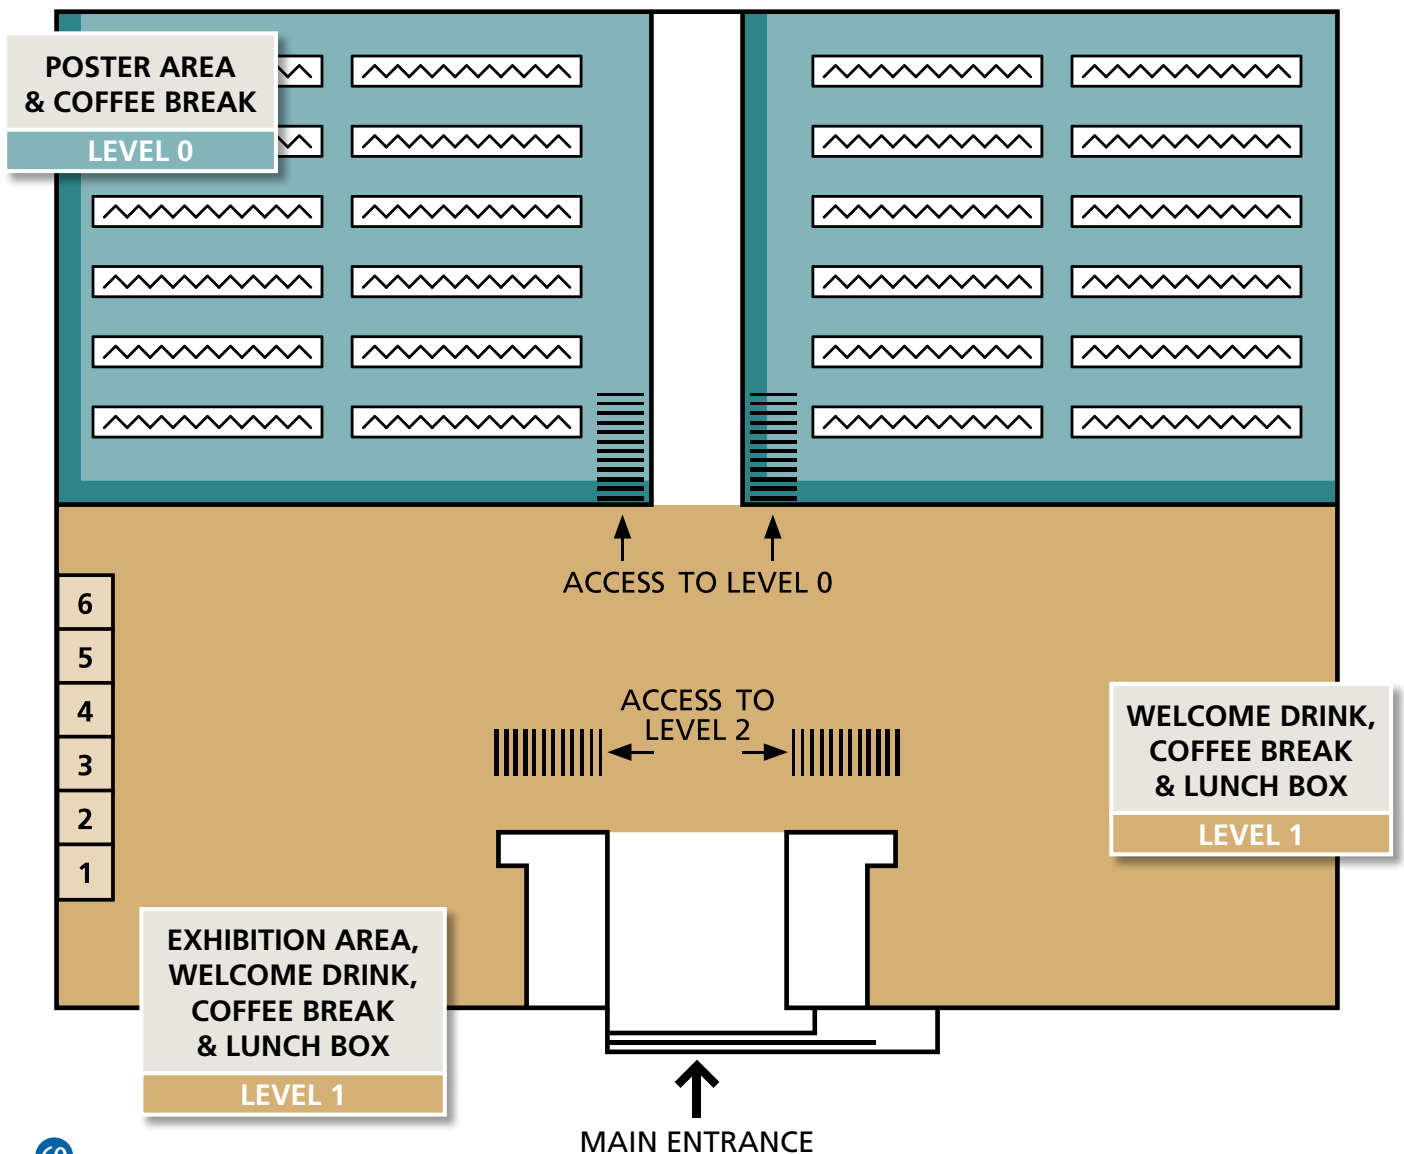 POSTER AREA
& COFFEE BREAK
LEVEL 0
ACCESS TO LEVEL 0
6
5
4
3
2
1
ACCESS TO
LEVEL 2
WELCOME DRINK,
COFFEE BREAK
& LUNCH BOX
LEVEL 1
EXHIBITION AREA,
WELCOME DRINK,
COFFEE BREAK
& LUNCH BOX
LEVEL 1
MAIN ENTRANCE